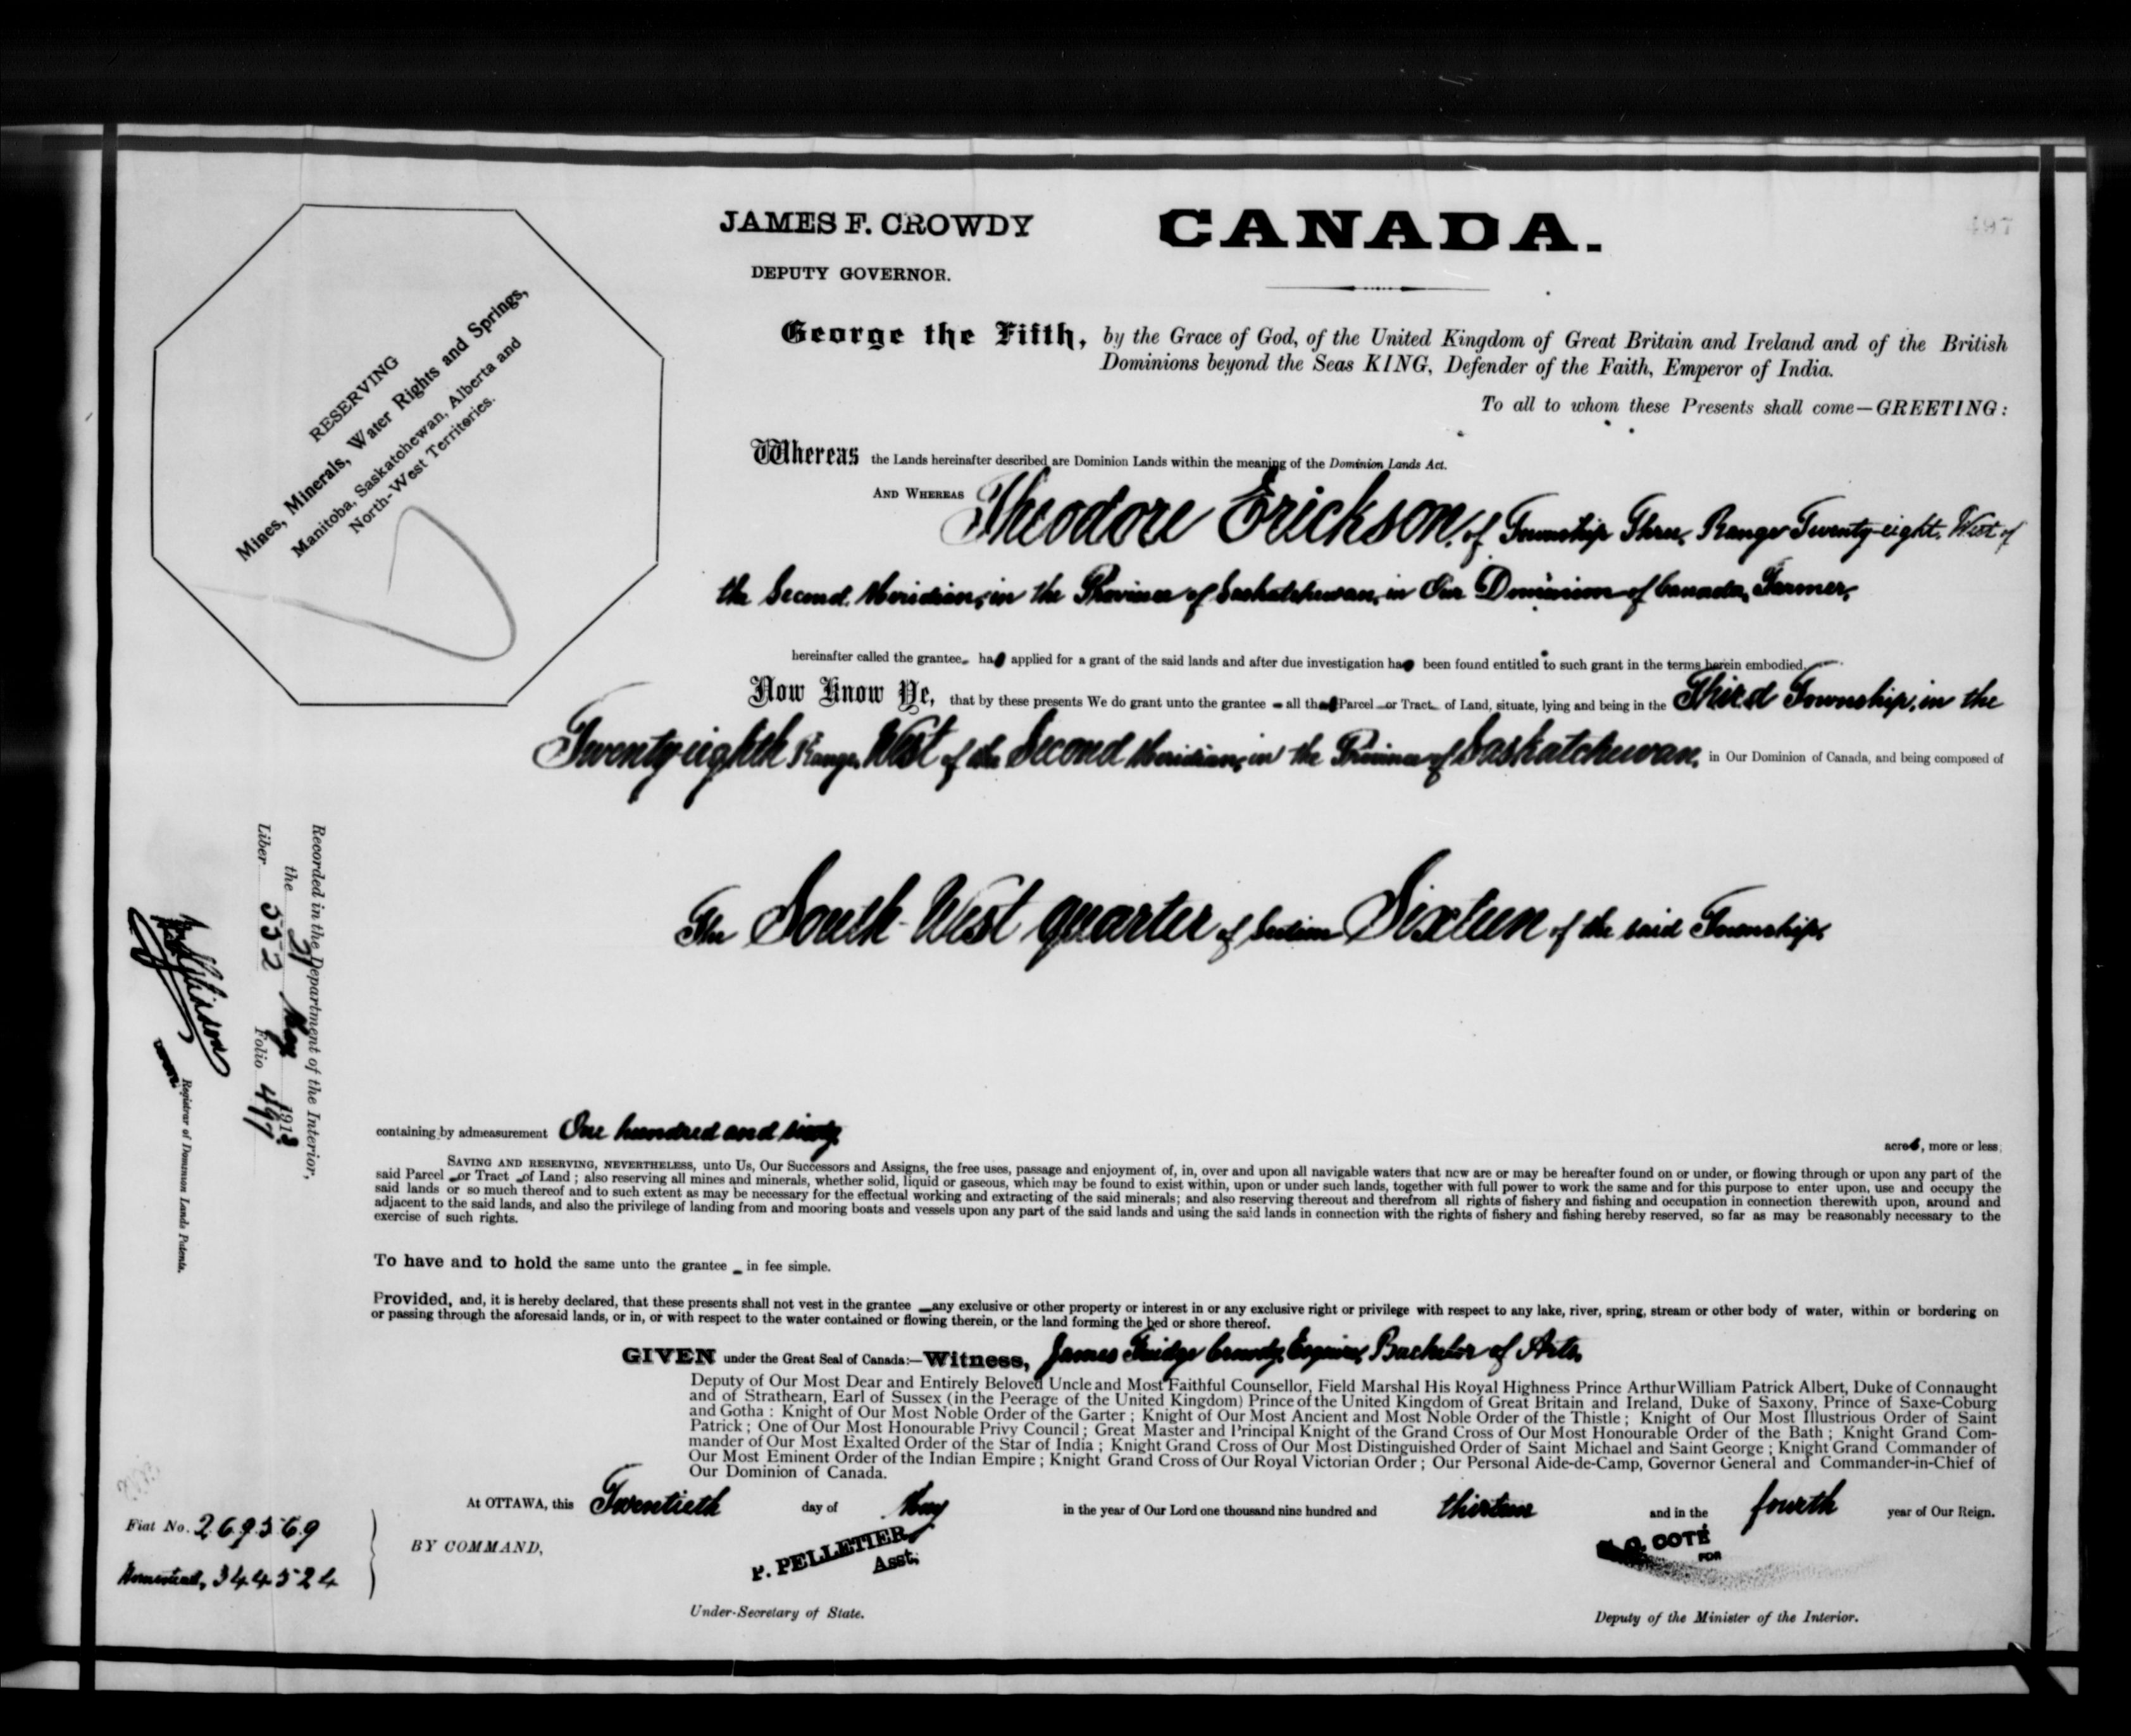 JAMES F. CROWDY
DEPUTY GOVERNOR.
CANADA.
497
RESERVING
Mines, Minerals, Water Rights and Springs,
Manitoba, Saskatchewan, Alberta and
North-West Territories.
George the Fifth, by the Grace of God, of the United Kingdom of Great Britain and Ireland and of the British
Dominions beyond the Seas KING, Defender of the Faith, Emperor of India.
To all to whom these Presents shall come—GREETING:
Whereas the Lands hereinafter described are Dominion Lands within the meaning of the Dominion Lands Act.
AND WHEREAS Theodore Erickson, of Township Three, Range Twenty-eight, West of
the Second Meridian, in the Province of Saskatchewan, in Our Dominion of Canada, Farmer,
hereinafter called the grantee, has applied for a grant of the said lands and after due investigation has been found entitled to such grant in the terms herein embodied.
Now Know Ye, that by these presents We do grant unto the grantee all that Parcel or Tract of Land, situate, lying and being in the Third Township, in the
Twenty-eighth Range, West of the Second Meridian, in the Province of Saskatchewan, in Our Dominion of Canada, and being composed of
The South West quarter of Section Sixteen of the said Township,
containing by admeasurement One hundred and sixty acres, more or less;
SAVING AND RESERVING, NEVERTHELESS, unto Us, Our Successors and Assigns, the free uses, passage and enjoyment of, in, over and upon all navigable waters that now are or may be hereafter found on or under, or flowing through or upon any part of the
said Parcel or Tract of Land; also reserving all mines and minerals, whether solid, liquid or gaseous, which may be found to exist within, upon or under such lands, together with full power to work the same and for this purpose to enter upon, use and occupy the
said lands or so much thereof and to such extent as may be necessary for the effectual working and extracting of the said minerals; and also reserving thereout and therefrom all rights of fishery and fishing and occupation in connection therewith upon, around and
adjacent to the said lands, and also the privilege of landing from and mooring boats and vessels upon any part of the said lands and using the said lands in connection with the rights of fishery and fishing hereby reserved, so far as may be reasonably necessary to the
exercise of such rights.
To have and to hold the same unto the grantee in fee simple.
Provided, and, it is hereby declared, that these presents shall not vest in the grantee any exclusive or other property or interest in or any exclusive right or privilege with respect to any lake, river, spring, stream or other body of water, within or bordering on
or passing through the aforesaid lands, or in, or with respect to the water contained or flowing therein, or the land forming the bed or shore thereof.
GIVEN under the Great Seal of Canada:—Witness, James Fuidge Crowdy, Esquire, Bachelor of Arts,
Deputy of Our Most Dear and Entirely Beloved Uncle and Most Faithful Counsellor, Field Marshal His Royal Highness Prince Arthur William Patrick Albert, Duke of Connaught
and of Strathearn, Earl of Sussex (in the Peerage of the United Kingdom) Prince of the United Kingdom of Great Britain and Ireland, Duke of Saxony, Prince of Saxe-Coburg
and Gotha: Knight of Our Most Noble Order of the Garter; Knight of Our Most Ancient and Most Noble Order of the Thistle; Knight of Our Most Illustrious Order of Saint
Patrick; One of Our Most Honourable Privy Council; Great Master and Principal Knight of the Grand Cross of Our Most Honourable Order of the Bath; Knight Grand Com-
mander of Our Most Exalted Order of the Star of India; Knight Grand Cross of Our Most Distinguished Order of Saint Michael and Saint George; Knight Grand Commander of
Our Most Eminent Order of the Indian Empire; Knight Grand Cross of Our Royal Victorian Order; Our Personal Aide-de-Camp, Governor General and Commander-in-Chief of
Our Dominion of Canada.
At OTTAWA, this Twentieth day of May in the year of Our Lord one thousand nine hundred and thirteen and in the fourth year of Our Reign.
BY COMMAND,
P. PELLETIER
Asst.
Under-Secretary of State.
COTÉ
FOR
Deputy of the Minister of the Interior.
Fiat No. 269569
Homestead, 344524
Recorded in the Department of the Interior,
the 31 May 1913
Liber 552 Folio 497
Registrar of Dominion Lands Patents.